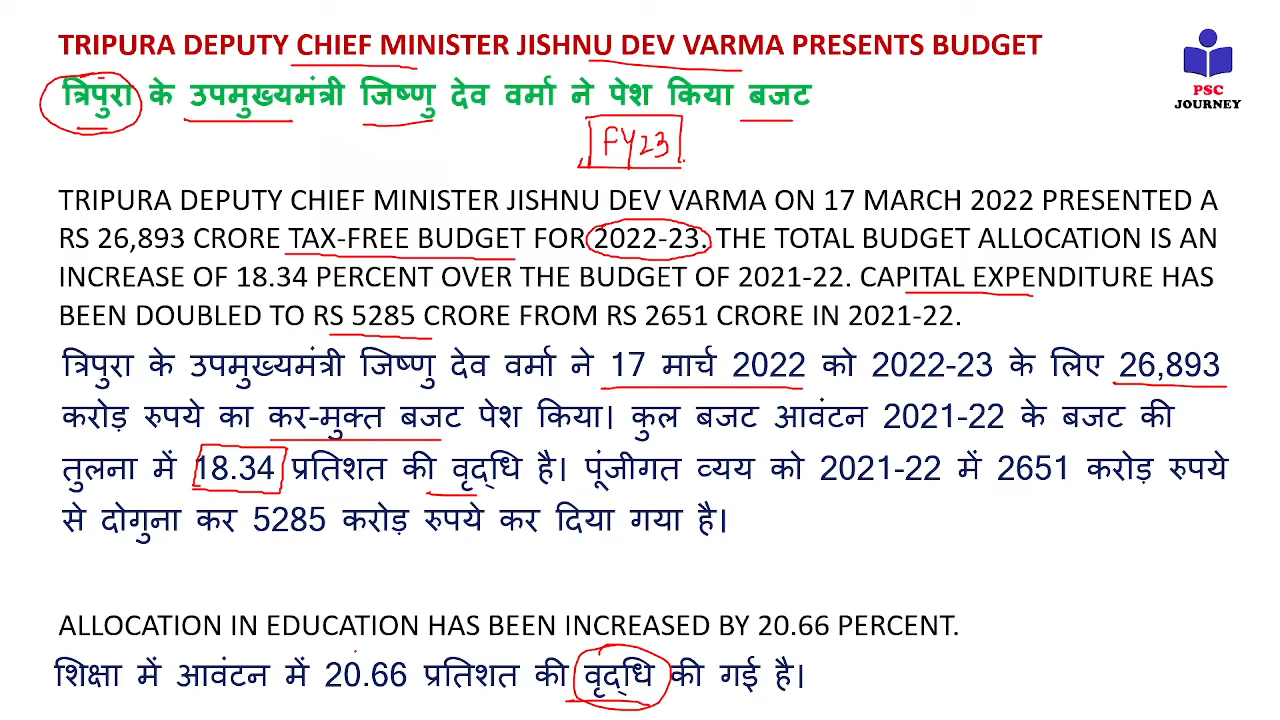 TRIPURA DEPUTY CHIEF MINISTER JISHNU DEV VARMA PRESENTS BUDGET
त्रिपुरा के उपमुख्यमंत्री जिष्णु देव वर्मा ने पेश किया बजट
PSC
JOURNEY
FY23
TRIPURA DEPUTY CHIEF MINISTER JISHNU DEV VARMA ON 17 MARCH 2022 PRESENTED A
RS 26,893 CRORE TAX-FREE BUDGET FOR 2022-23. THE TOTAL BUDGET ALLOCATION IS AN
INCREASE OF 18.34 PERCENT OVER THE BUDGET OF 2021-22. CAPITAL EXPENDITURE HAS
BEEN DOUBLED TO RS 5285 CRORE FROM RS 2651 CRORE IN 2021-22.
त्रिपुरा के उपमुख्यमंत्री जिष्णु देव वर्मा ने 17 मार्च 2022 को 2022-23 के लिए 26,893
करोड़ रुपये का कर-मुक्त बजट पेश किया। कुल बजट आवंटन 2021-22 के बजट की
तुलना में 18.34 प्रतिशत की वृद्धि है। पूंजीगत व्यय को 2021-22 में 2651 करोड़ रुपये
से दोगुना कर 5285 करोड़ रुपये कर दिया गया है।
ALLOCATION IN EDUCATION HAS BEEN INCREASED BY 20.66 PERCENT.
शिक्षा में आवंटन में 20.66 प्रतिशत की वृद्धि की गई है।